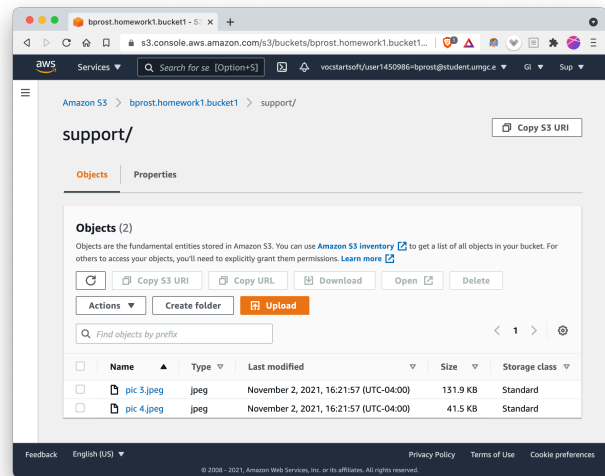 bprost.homework1.bucket1 - S3
s3.console.aws.amazon.com/s3/buckets/bprost.homework1.bucket1...
aws Services ▼ Search for se [Option+S] vocstartsoft/user1450986=bprost@student.umgc.e ▼ Gl ▼ Sup ▼
Amazon S3 > bprost.homework1.bucket1 > support/
support/
Copy S3 URI
Objects Properties
Objects (2)
Objects are the fundamental entities stored in Amazon S3. You can use Amazon S3 inventory to get a list of all objects in your bucket. For
others to access your objects, you'll need to explicitly grant them permissions. Learn more
Copy S3 URI Copy URL Download Open Delete
Actions ▼ Create folder Upload
Find objects by prefix
< 1 >
Name ▲ Type ▽ Last modified ▽ Size ▽ Storage class ▽
pic 3.jpeg jpeg November 2, 2021, 16:21:57 (UTC-04:00) 131.9 KB Standard
pic 4.jpeg jpeg November 2, 2021, 16:21:57 (UTC-04:00) 41.5 KB Standard
Feedback English (US) ▼ Privacy Policy Terms of Use Cookie preferences
© 2008 - 2021, Amazon Web Services, Inc. or its affiliates. All rights reserved.